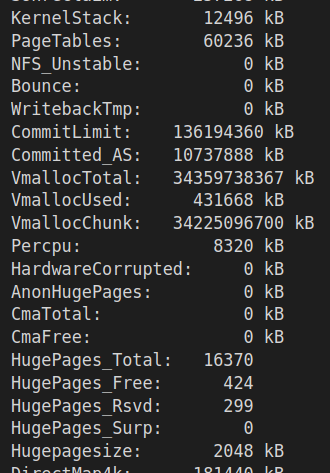 KernelStack: 12496 kB
PageTables: 60236 kB
NFS_Unstable: 0 kB
Bounce: 0 kB
WritebackTmp: 0 kB
CommitLimit: 136194360 kB
Committed_AS: 10737888 kB
VmallocTotal: 34359738367 kB
VmallocUsed: 431668 kB
VmallocChunk: 34225096700 kB
Percpu: 8320 kB
HardwareCorrupted: 0 kB
AnonHugePages: 0 kB
CmaTotal: 0 kB
CmaFree: 0 kB
HugePages_Total: 16370
HugePages_Free: 424
HugePages_Rsvd: 299
HugePages_Surp: 0
Hugepagesize: 2048 kB
DirectMap4k: 181440 kB